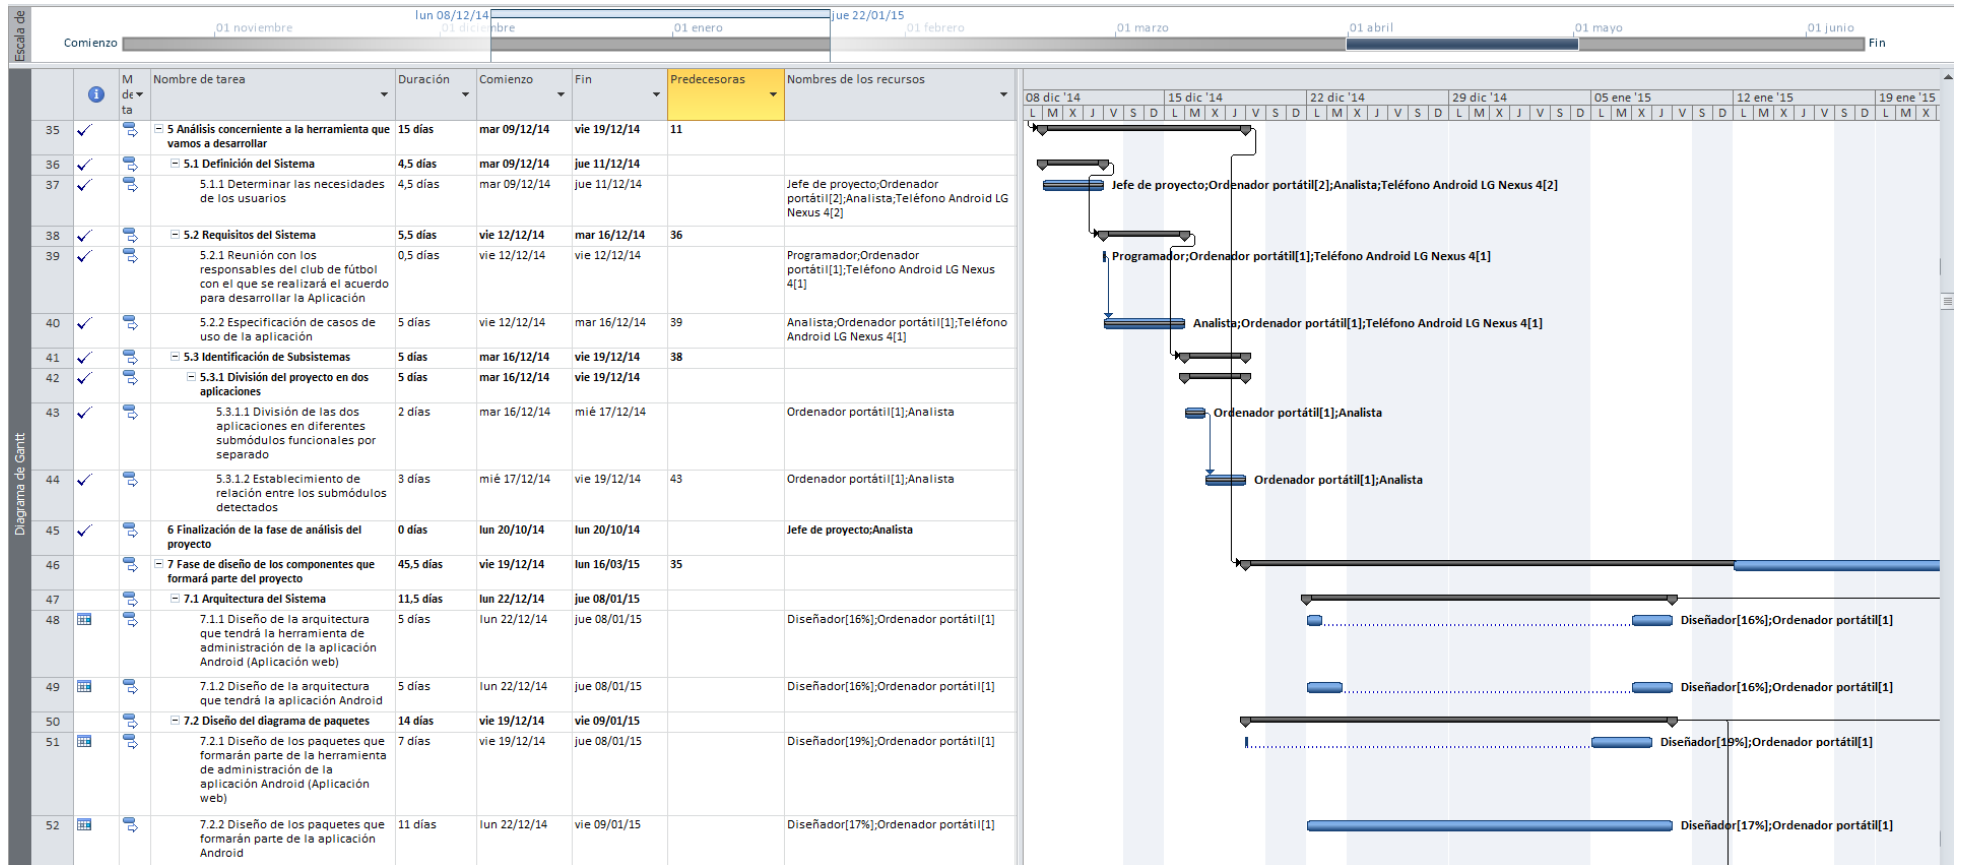 Escala de
lun 08/12/14
jue 22/01/15
01 noviembre
01 diciembre
01 enero
01 febrero
01 marzo
01 abril
01 mayo
01 junio
Comienzo
Fin
Diagrama de Gantt
M de ta
Nombre de tarea
Duración
Comienzo
Fin
Predecesoras
Nombres de los recursos
08 dic '14
15 dic '14
22 dic '14
29 dic '14
05 ene '15
12 ene '15
19 ene '15
L M X J V S D L M X J V S D L M X J V S D L M X J V S D L M X J V S D L M X J V S D L M X
35 5 Análisis concerniente a la herramienta que 15 días mar 09/12/14 vie 19/12/14 11
vamos a desarrollar
36 5.1 Definición del Sistema 4,5 días mar 09/12/14 jue 11/12/14
37 5.1.1 Determinar las necesidades 4,5 días mar 09/12/14 jue 11/12/14 Jefe de proyecto;Ordenador
de los usuarios portátil[2];Analista;Teléfono Android LG
Nexus 4[2]
Jefe de proyecto;Ordenador portátil[2];Analista;Teléfono Android LG Nexus 4[2]
38 5.2 Requisitos del Sistema 5,5 días vie 12/12/14 mar 16/12/14 36
39 5.2.1 Reunión con los 0,5 días vie 12/12/14 vie 12/12/14 Programador;Ordenador
responsables del club de fútbol portátil[1];Teléfono Android LG Nexus
con el que se realizará el acuerdo 4[1]
para desarrollar la Aplicación
Programador;Ordenador portátil[1];Teléfono Android LG Nexus 4[1]
40 5.2.2 Especificación de casos de 5 días vie 12/12/14 mar 16/12/14 39 Analista;Ordenador portátil[1];Teléfono
uso de la aplicación Android LG Nexus 4[1]
Analista;Ordenador portátil[1];Teléfono Android LG Nexus 4[1]
41 5.3 Identificación de Subsistemas 5 días mar 16/12/14 vie 19/12/14 38
42 5.3.1 División del proyecto en dos 5 días mar 16/12/14 vie 19/12/14
aplicaciones
43 5.3.1.1 División de las dos 2 días mar 16/12/14 mié 17/12/14 Ordenador portátil[1];Analista
aplicaciones en diferentes
submódulos funcionales por
separado
Ordenador portátil[1];Analista
44 5.3.1.2 Establecimiento de 3 días mié 17/12/14 vie 19/12/14 43 Ordenador portátil[1];Analista
relación entre los submódulos
detectados
Ordenador portátil[1];Analista
45 6 Finalización de la fase de análisis del 0 días lun 20/10/14 lun 20/10/14 Jefe de proyecto;Analista
proyecto
46 7 Fase de diseño de los componentes que 45,5 días vie 19/12/14 lun 16/03/15 35
formará parte del proyecto
47 7.1 Arquitectura del Sistema 11,5 días lun 22/12/14 jue 08/01/15
48 7.1.1 Diseño de la arquitectura 5 días lun 22/12/14 jue 08/01/15 Diseñador[16%];Ordenador portátil[1]
que tendrá la herramienta de
administración de la aplicación
Android (Aplicación web)
Diseñador[16%];Ordenador portátil[1]
49 7.1.2 Diseño de la arquitectura 5 días lun 22/12/14 jue 08/01/15 Diseñador[16%];Ordenador portátil[1]
que tendrá la aplicación Android
Diseñador[16%];Ordenador portátil[1]
50 7.2 Diseño del diagrama de paquetes 14 días vie 19/12/14 vie 09/01/15
51 7.2.1 Diseño de los paquetes que 7 días vie 19/12/14 jue 08/01/15 Diseñador[19%];Ordenador portátil[1]
formarán parte de la herramienta
de administración de la
aplicación Android (Aplicación
web)
Diseñador[19%];Ordenador portátil[1]
52 7.2.2 Diseño de los paquetes que 11 días lun 22/12/14 vie 09/01/15 Diseñador[17%];Ordenador portátil[1]
formarán parte de la aplicación
Android
Diseñador[17%];Ordenador portátil[1]